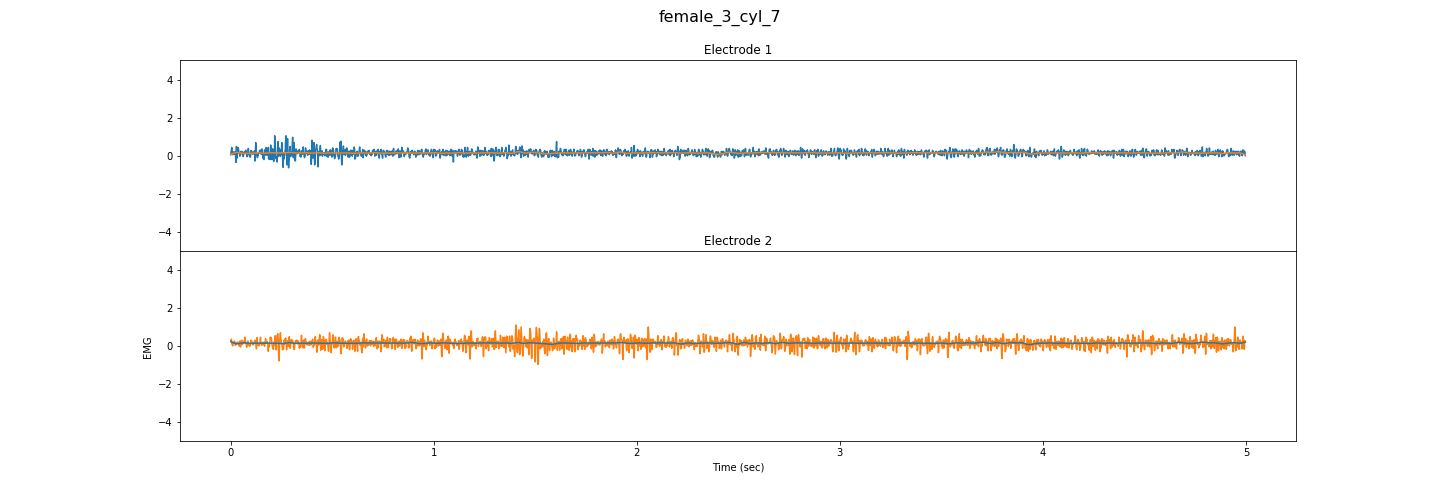 female_3_cyl_7
Electrode 1
4
2
0
−2
−4
Electrode 2
4
2
0
−2
−4
EMG
0 1 2 3 4 5
Time (sec)